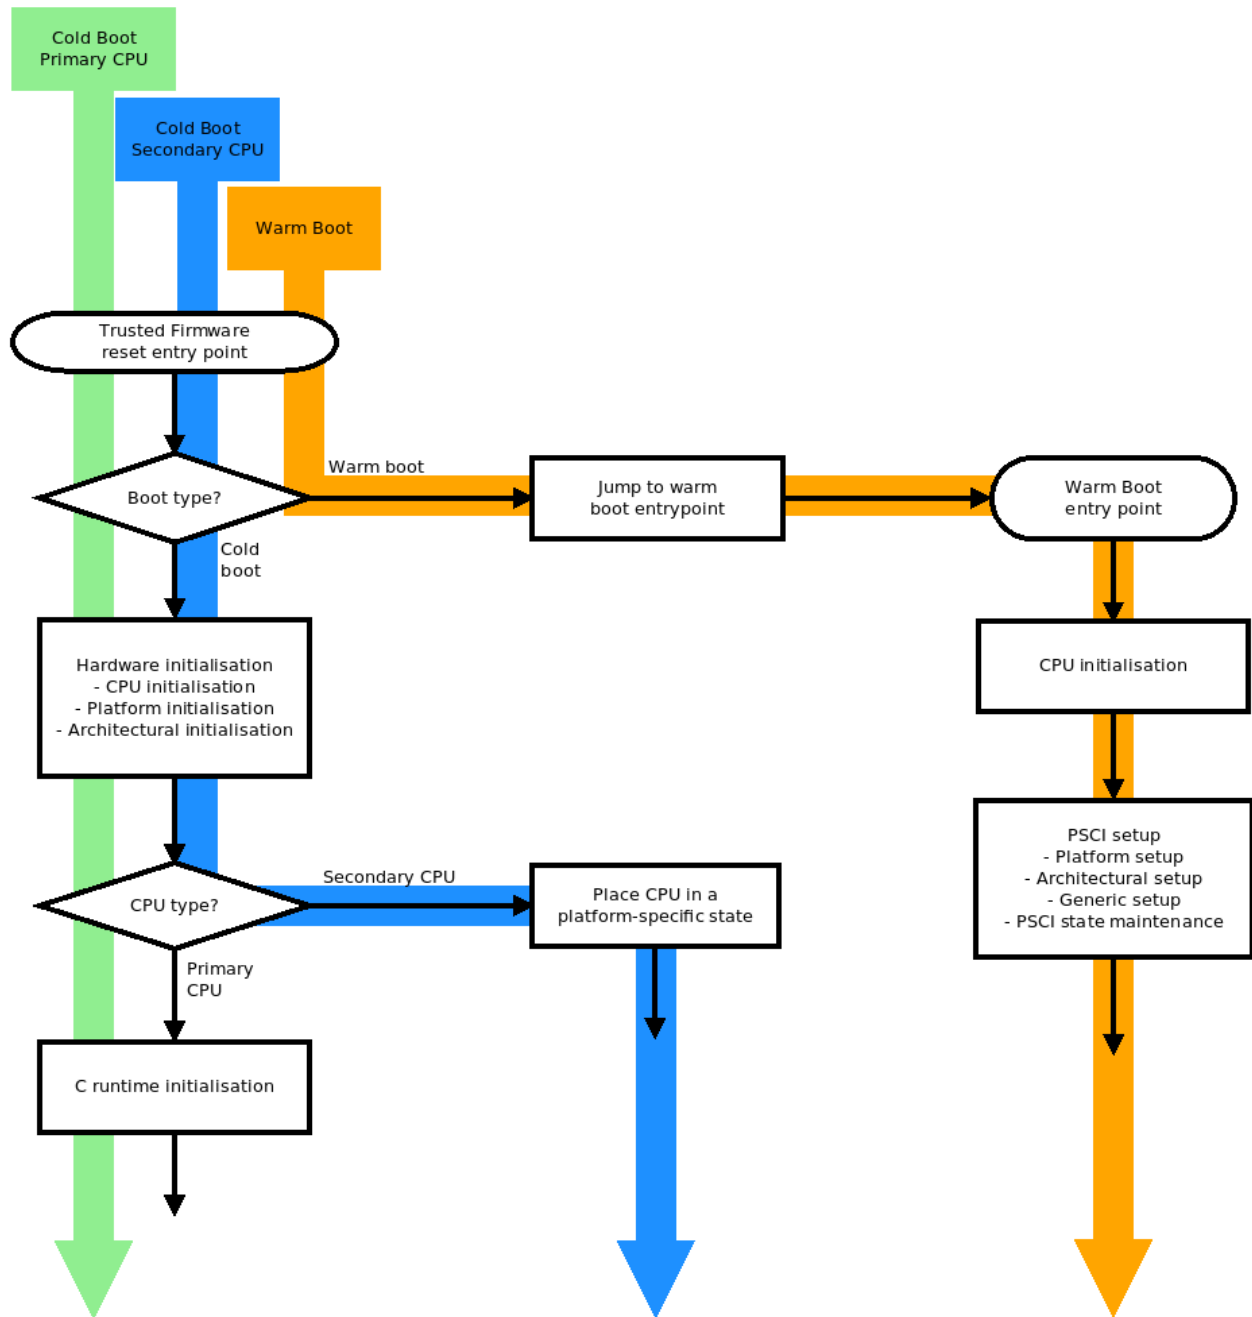 Cold Boot
Primary CPU
Cold Boot
Secondary CPU
Warm Boot
Trusted Firmware
reset entry point
Boot type?
Warm boot
Jump to warm
boot entrypoint
Warm Boot
entry point
Cold
boot
Hardware initialisation
- CPU initialisation
- Platform initialisation
- Architectural initialisation
CPU initialisation
PSCI setup
- Platform setup
- Architectural setup
- Generic setup
- PSCI state maintenance
CPU type?
Secondary CPU
Place CPU in a
platform-specific state
Primary
CPU
C runtime initialisation